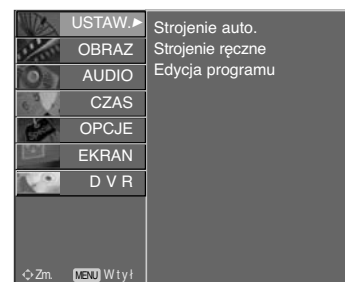 USTAW.►
OBRAZ
AUDIO
CZAS
OPCJE
EKRAN
D V R
Zm. MENU Wtył
Strojenie auto.
Strojenie ręczne
Edycja programu